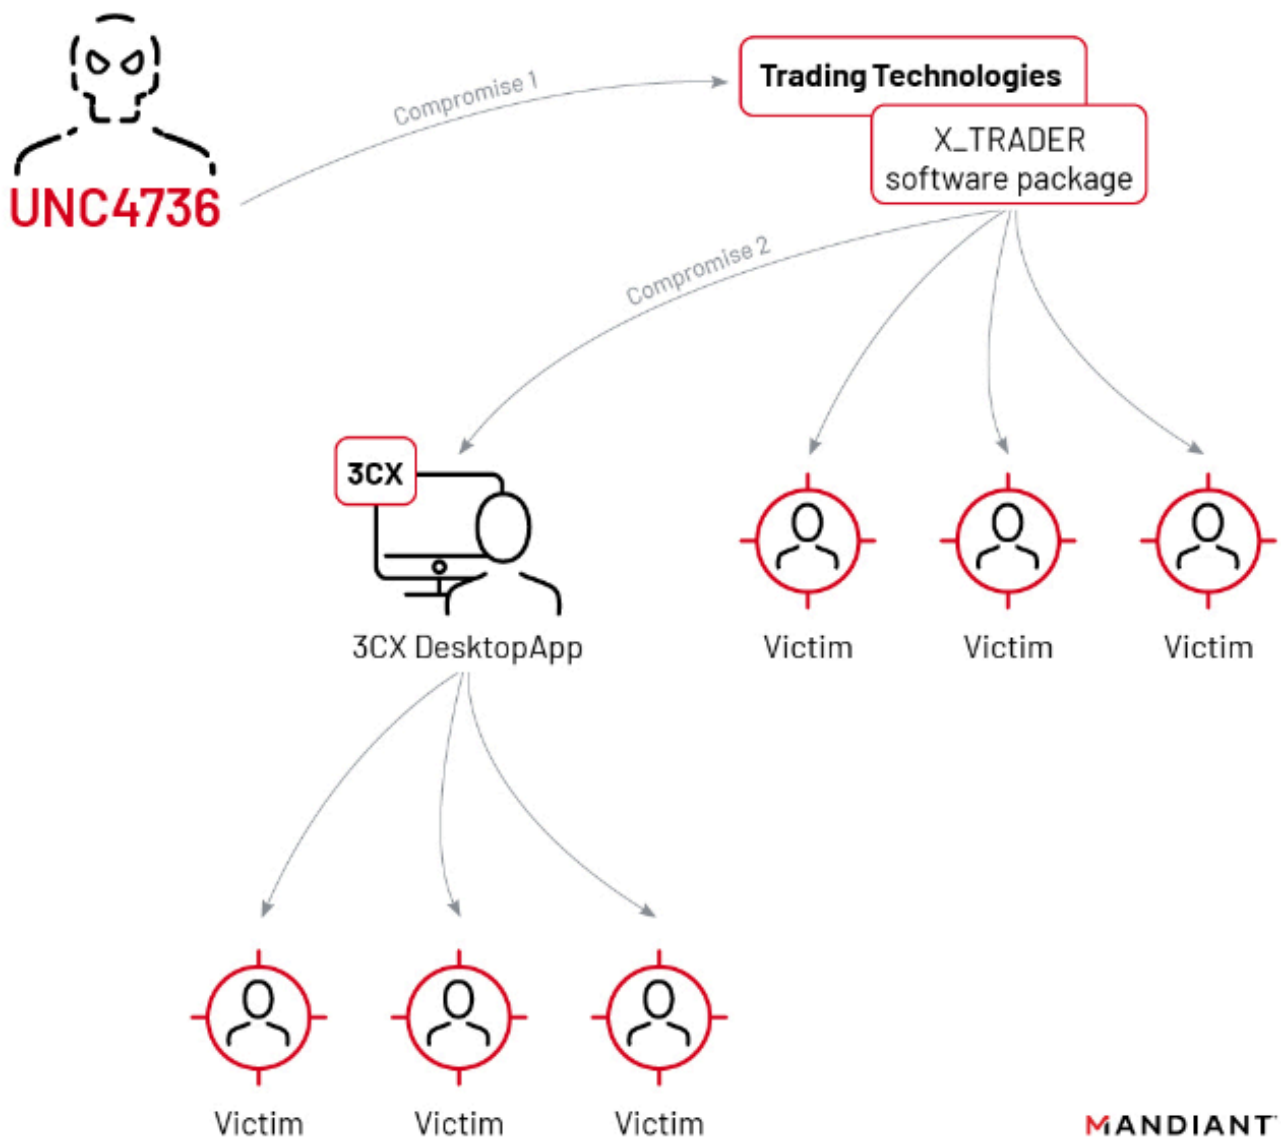 UNC4736
Compromise 1
Trading Technologies
X_TRADER
software package
Compromise 2
3CX
3CX DesktopApp
Victim
Victim
Victim
Victim
Victim
Victim
MANDIANT